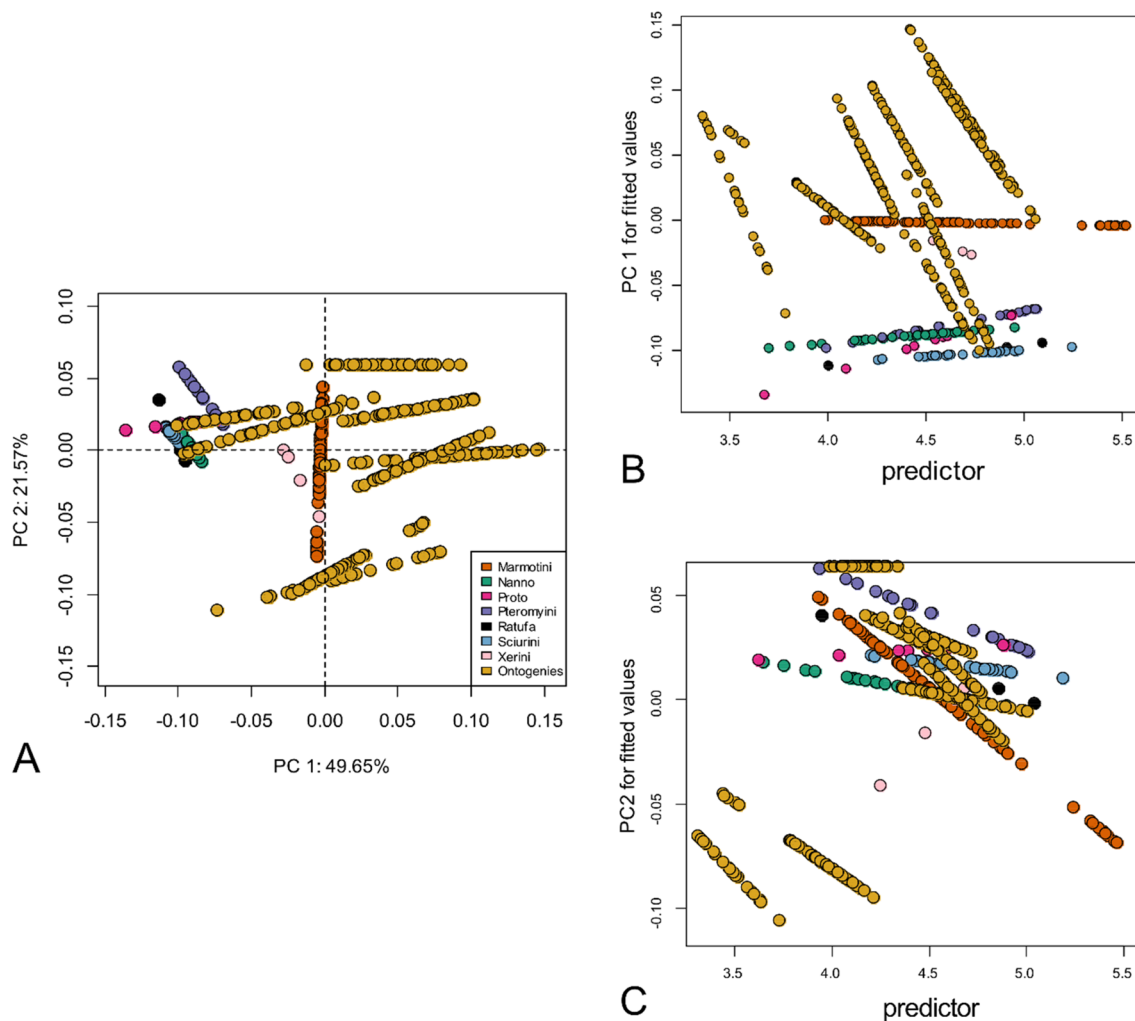 0.10
0.05
0.00
-0.05
-0.10
-0.15
PC 2: 21.57%
Marmotini
Nanno
Proto
Pteromyini
Ratufa
Sciurini
Xerini
Ontogenies
-0.15 -0.10 -0.05 0.00 0.05 0.10 0.15
A
PC 1: 49.65%
0.15
0.10
0.05
0.00
-0.05
-0.10
PC 1 for fitted values
3.5 4.0 4.5 5.0 5.5
B
predictor
0.05
0.00
-0.05
-0.10
PC2 for fitted values
3.5 4.0 4.5 5.0 5.5
C
predictor